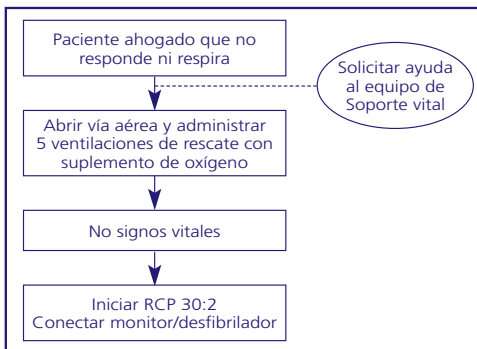 Paciente ahogado que no
responde ni respira
Solicitar ayuda
al equipo de
Soporte vital
Abrir vía aérea y administrar
5 ventilaciones de rescate con
suplemento de oxígeno
No signos vitales
Iniciar RCP 30:2
Conectar monitor/desfibrilador